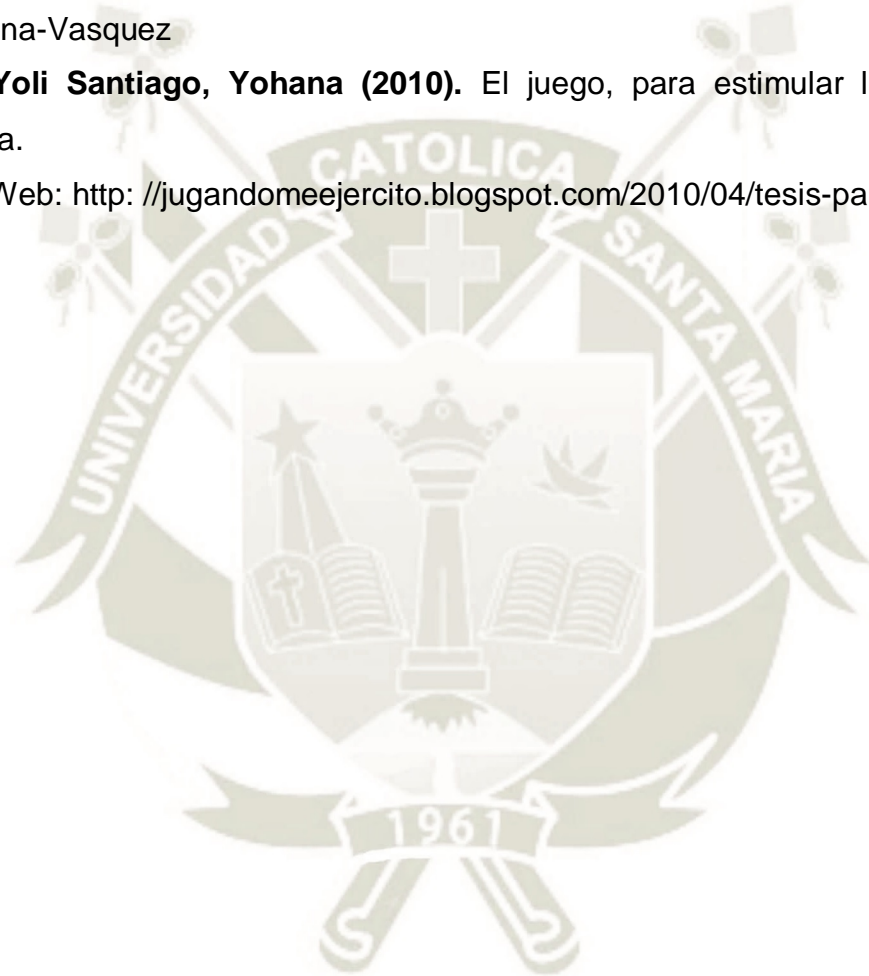 na-Vasquez
Yoli Santiago, Yohana (2010). El juego, para estimular l
a.
Web: http: //jugandomeejercito.blogspot.com/2010/04/tesis-pa
UNIVERSIDAD CATOLICA SANTA MARIA
1961